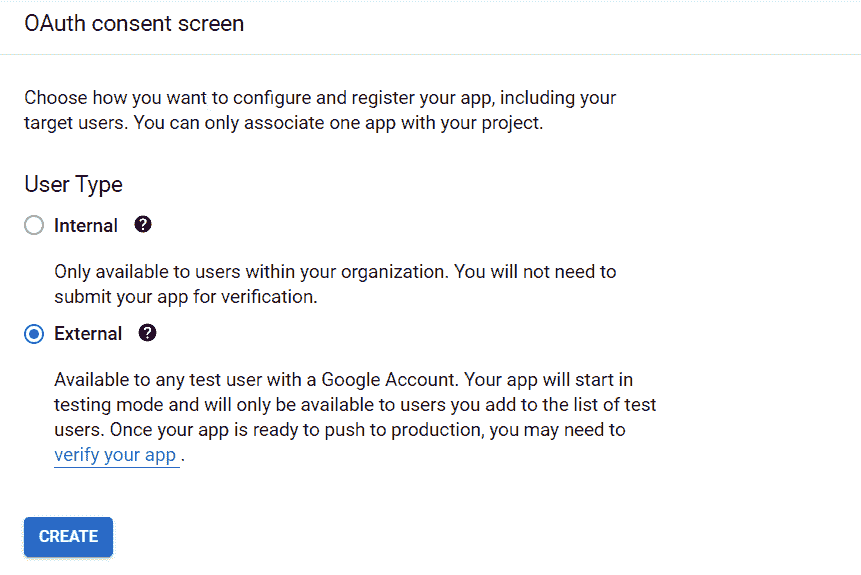 OAuth consent screen
Choose how you want to configure and register your app, including your
target users. You can only associate one app with your project.
User Type
Internal ?
Only available to users within your organization. You will not need to
submit your app for verification.
External ?
Available to any test user with a Google Account. Your app will start in
testing mode and will only be available to users you add to the list of test
users. Once your app is ready to push to production, you may need to
verify your app .
CREATE